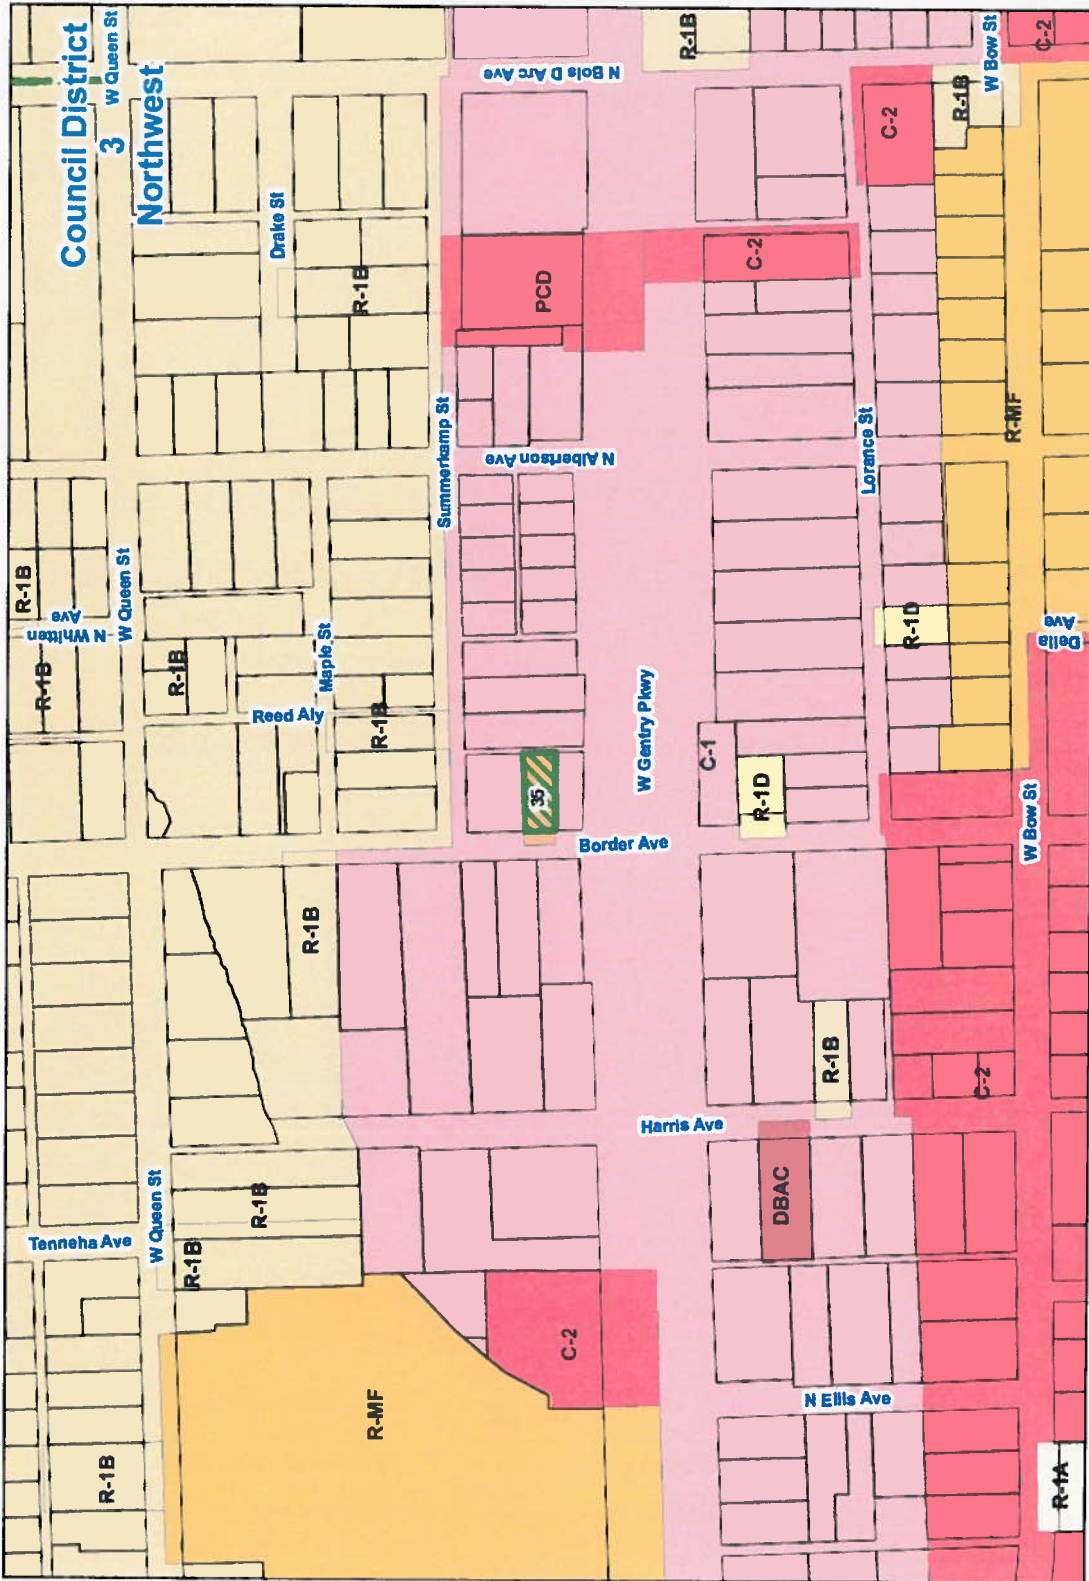 W Queen St
Council District
3
Northwest
R-1B
N Bois D Arc Ave
C-2
W Bow St
R-1B
C-2
Drake St
R-1B
PCD
C-2
Summerkamp St
N Albertson Ave
Lorance St
R-MF
R-1B
N Whitten
Ave
W Queen St
R-1B
R-1B
Maple St
Reed Aly
R-1B
R-1D
Della
Ave
W Gentry Pkwy
C-1
R-1D
35
Border Ave
W Bow St
R-1B
R-1B
C-2
Harris Ave
DBAC
W Queen St
R-1B
R-1B
Tenneha Ave
C-2
R-MF
N Ellis Ave
R-1B
R-1A